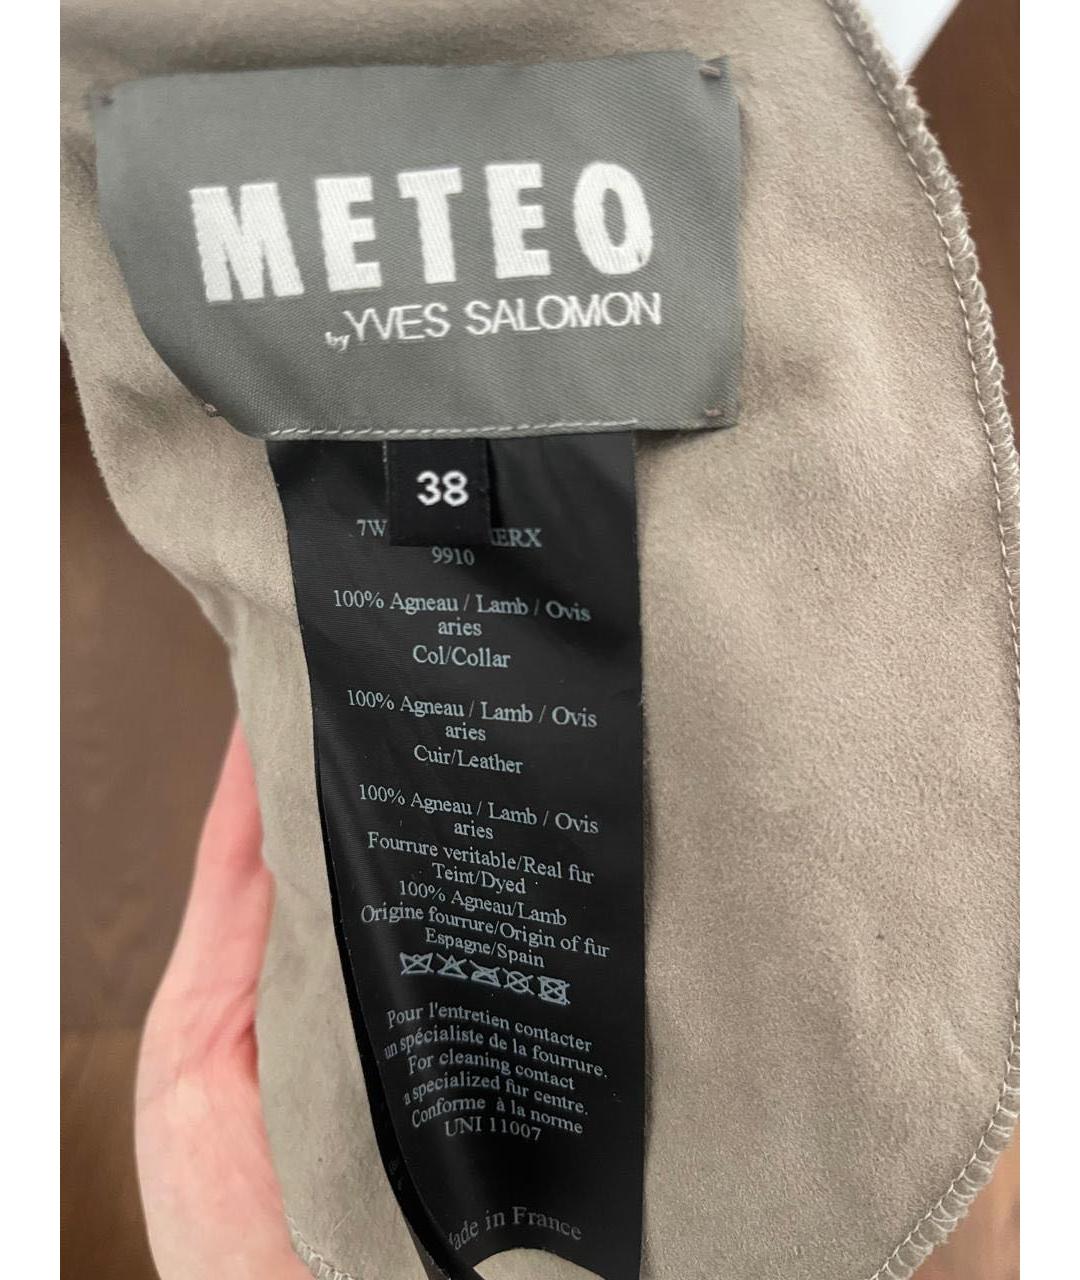 METEO
by YVES SALOMON
38
7W ERX
9910
100% Agneau / Lamb / Ovis
aries
Col/Collar
100% Agneau / Lamb / Ovis
aries
Cuir/Leather
100% Agneau / Lamb / Ovis
aries
Fourrure veritable/Real fur
Teint/Dyed
100% Agneau/Lamb
Origine fourrure/Origin of fur
Espagne/Spain
Pour l'entretien contacter
un spécialiste de la fourrure.
For cleaning contact
a specialized fur centre.
Conforme à la norme
UNI 11007
Made in France